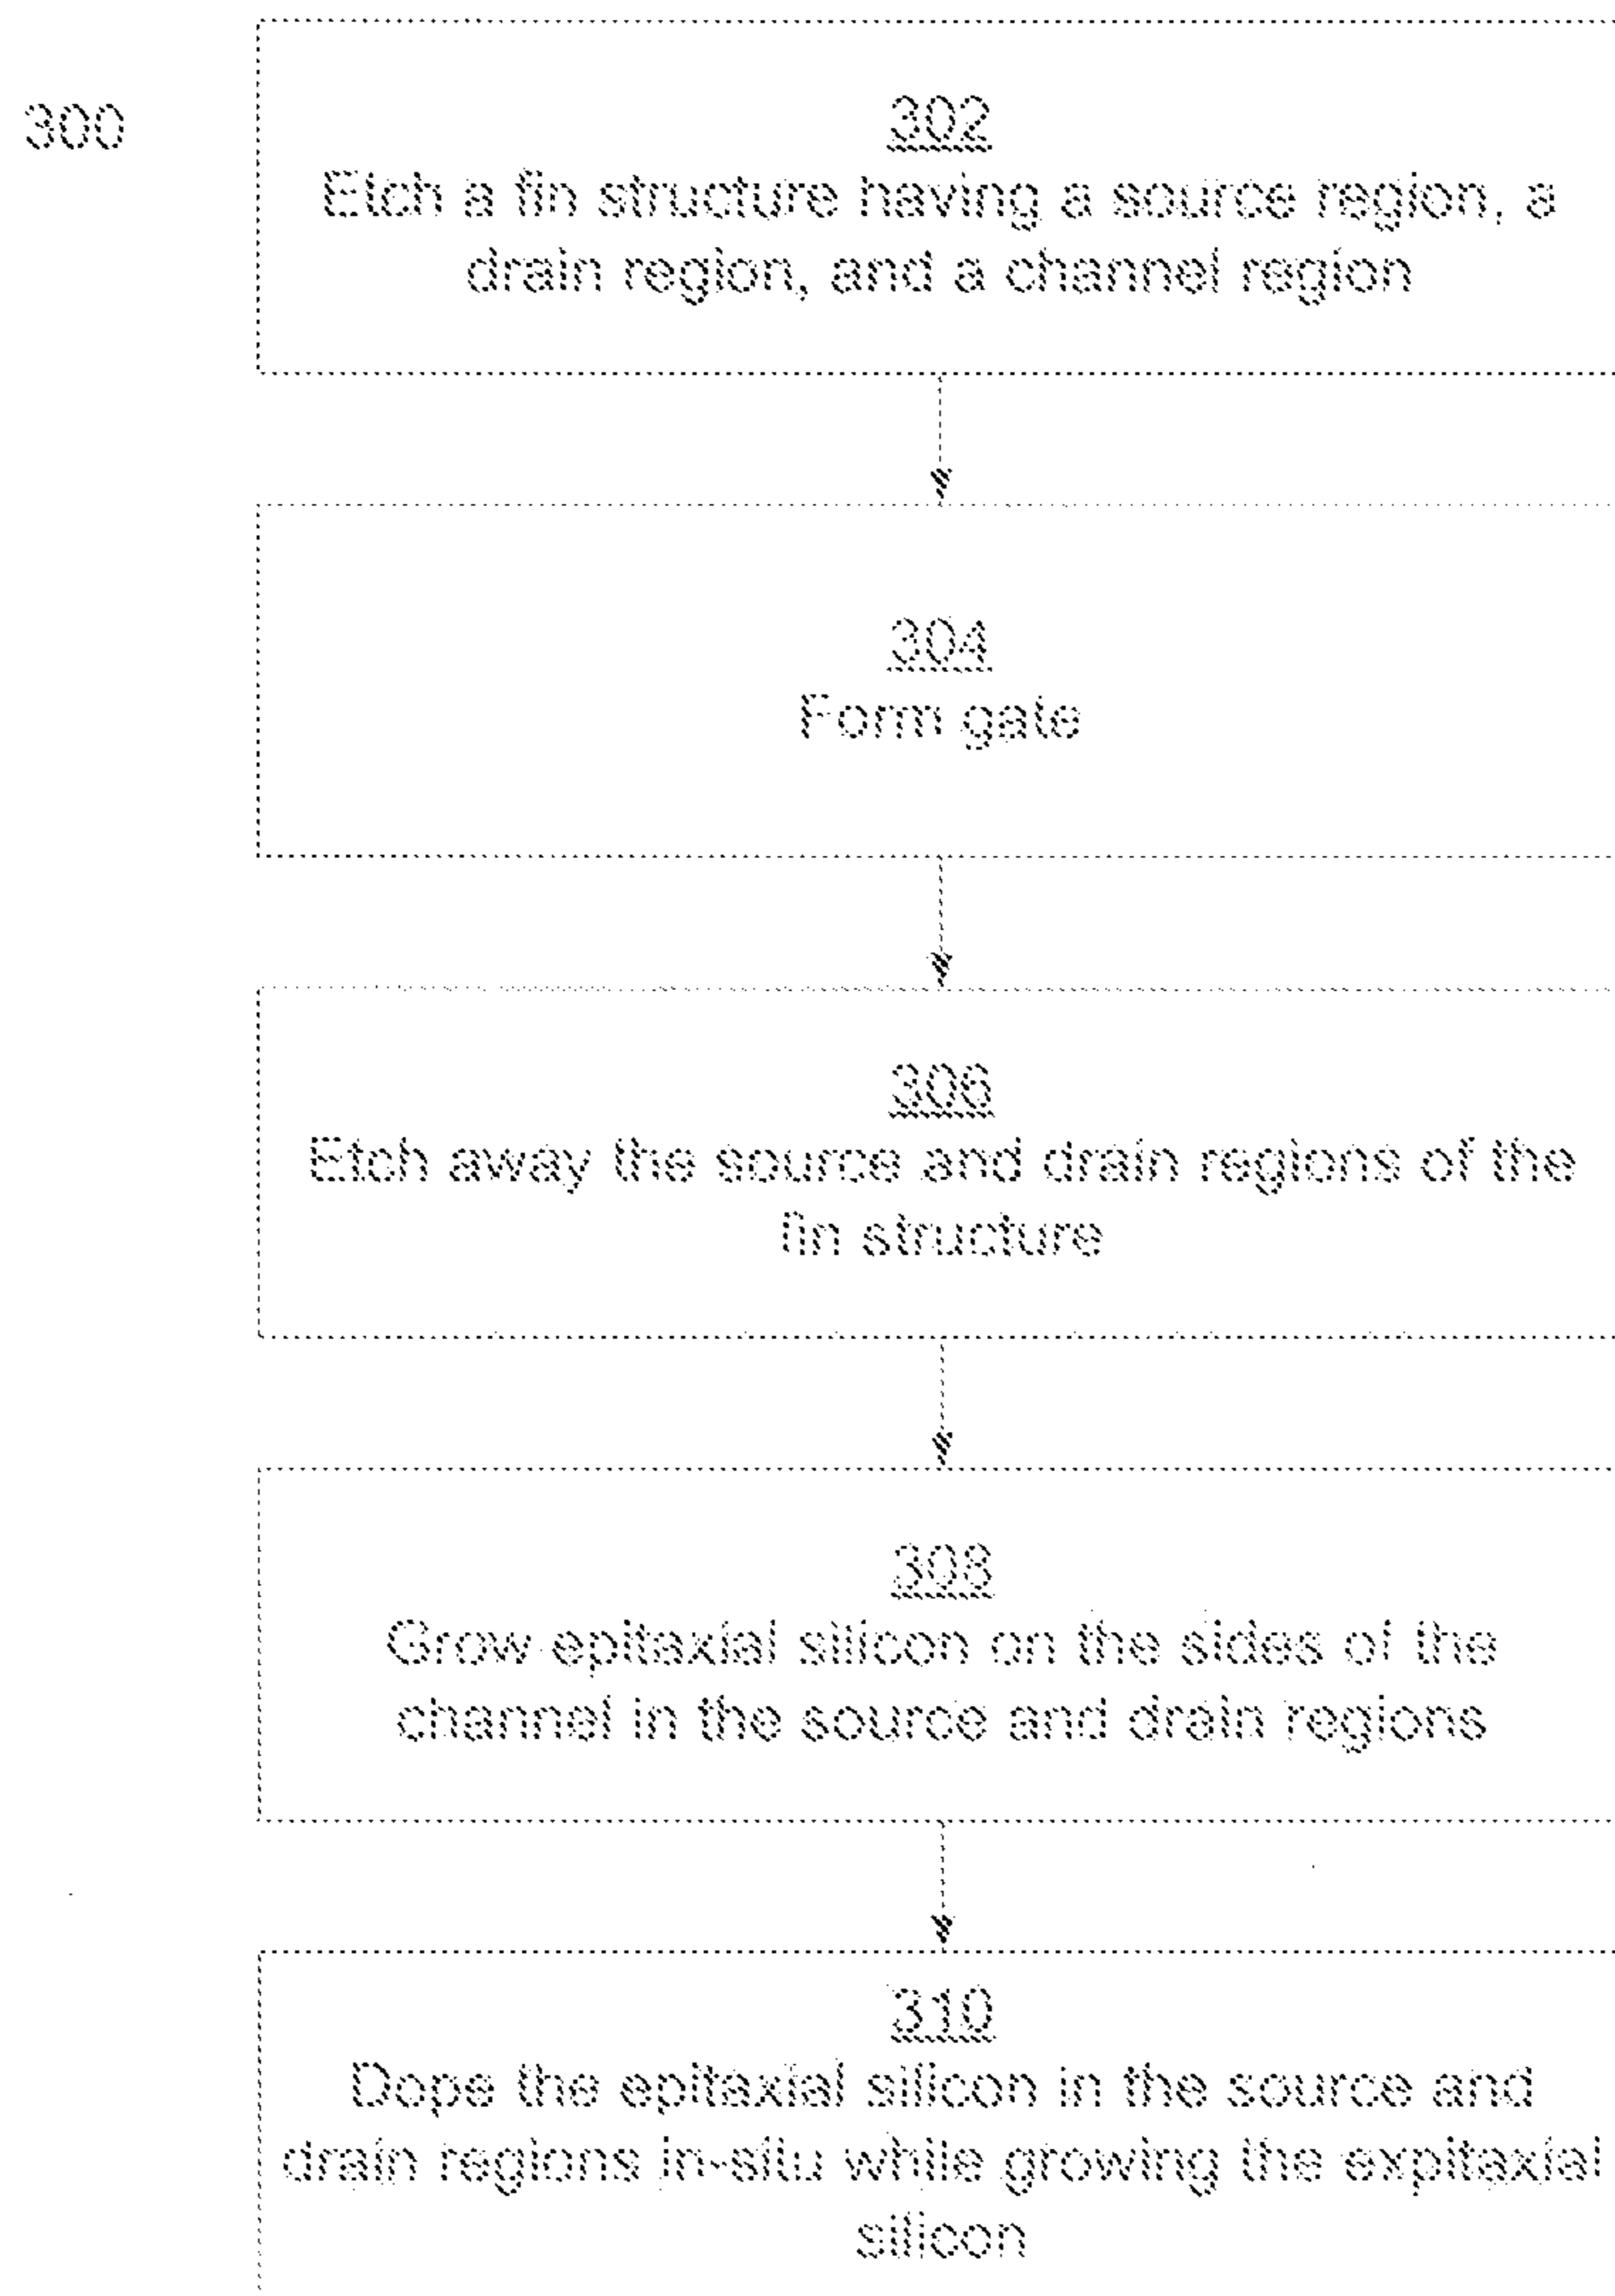 300
302
Etch a fin structure having a source region, a
drain region, and a channel region
304
Form gate
306
Etch away the source and drain regions of the
fin structure
308
Grow epitaxial silicon on the sides of the
channel in the source and drain regions
310
Dope the epitaxial silicon in the source and
drain regions in-situ while growing the expitaxial
silicon